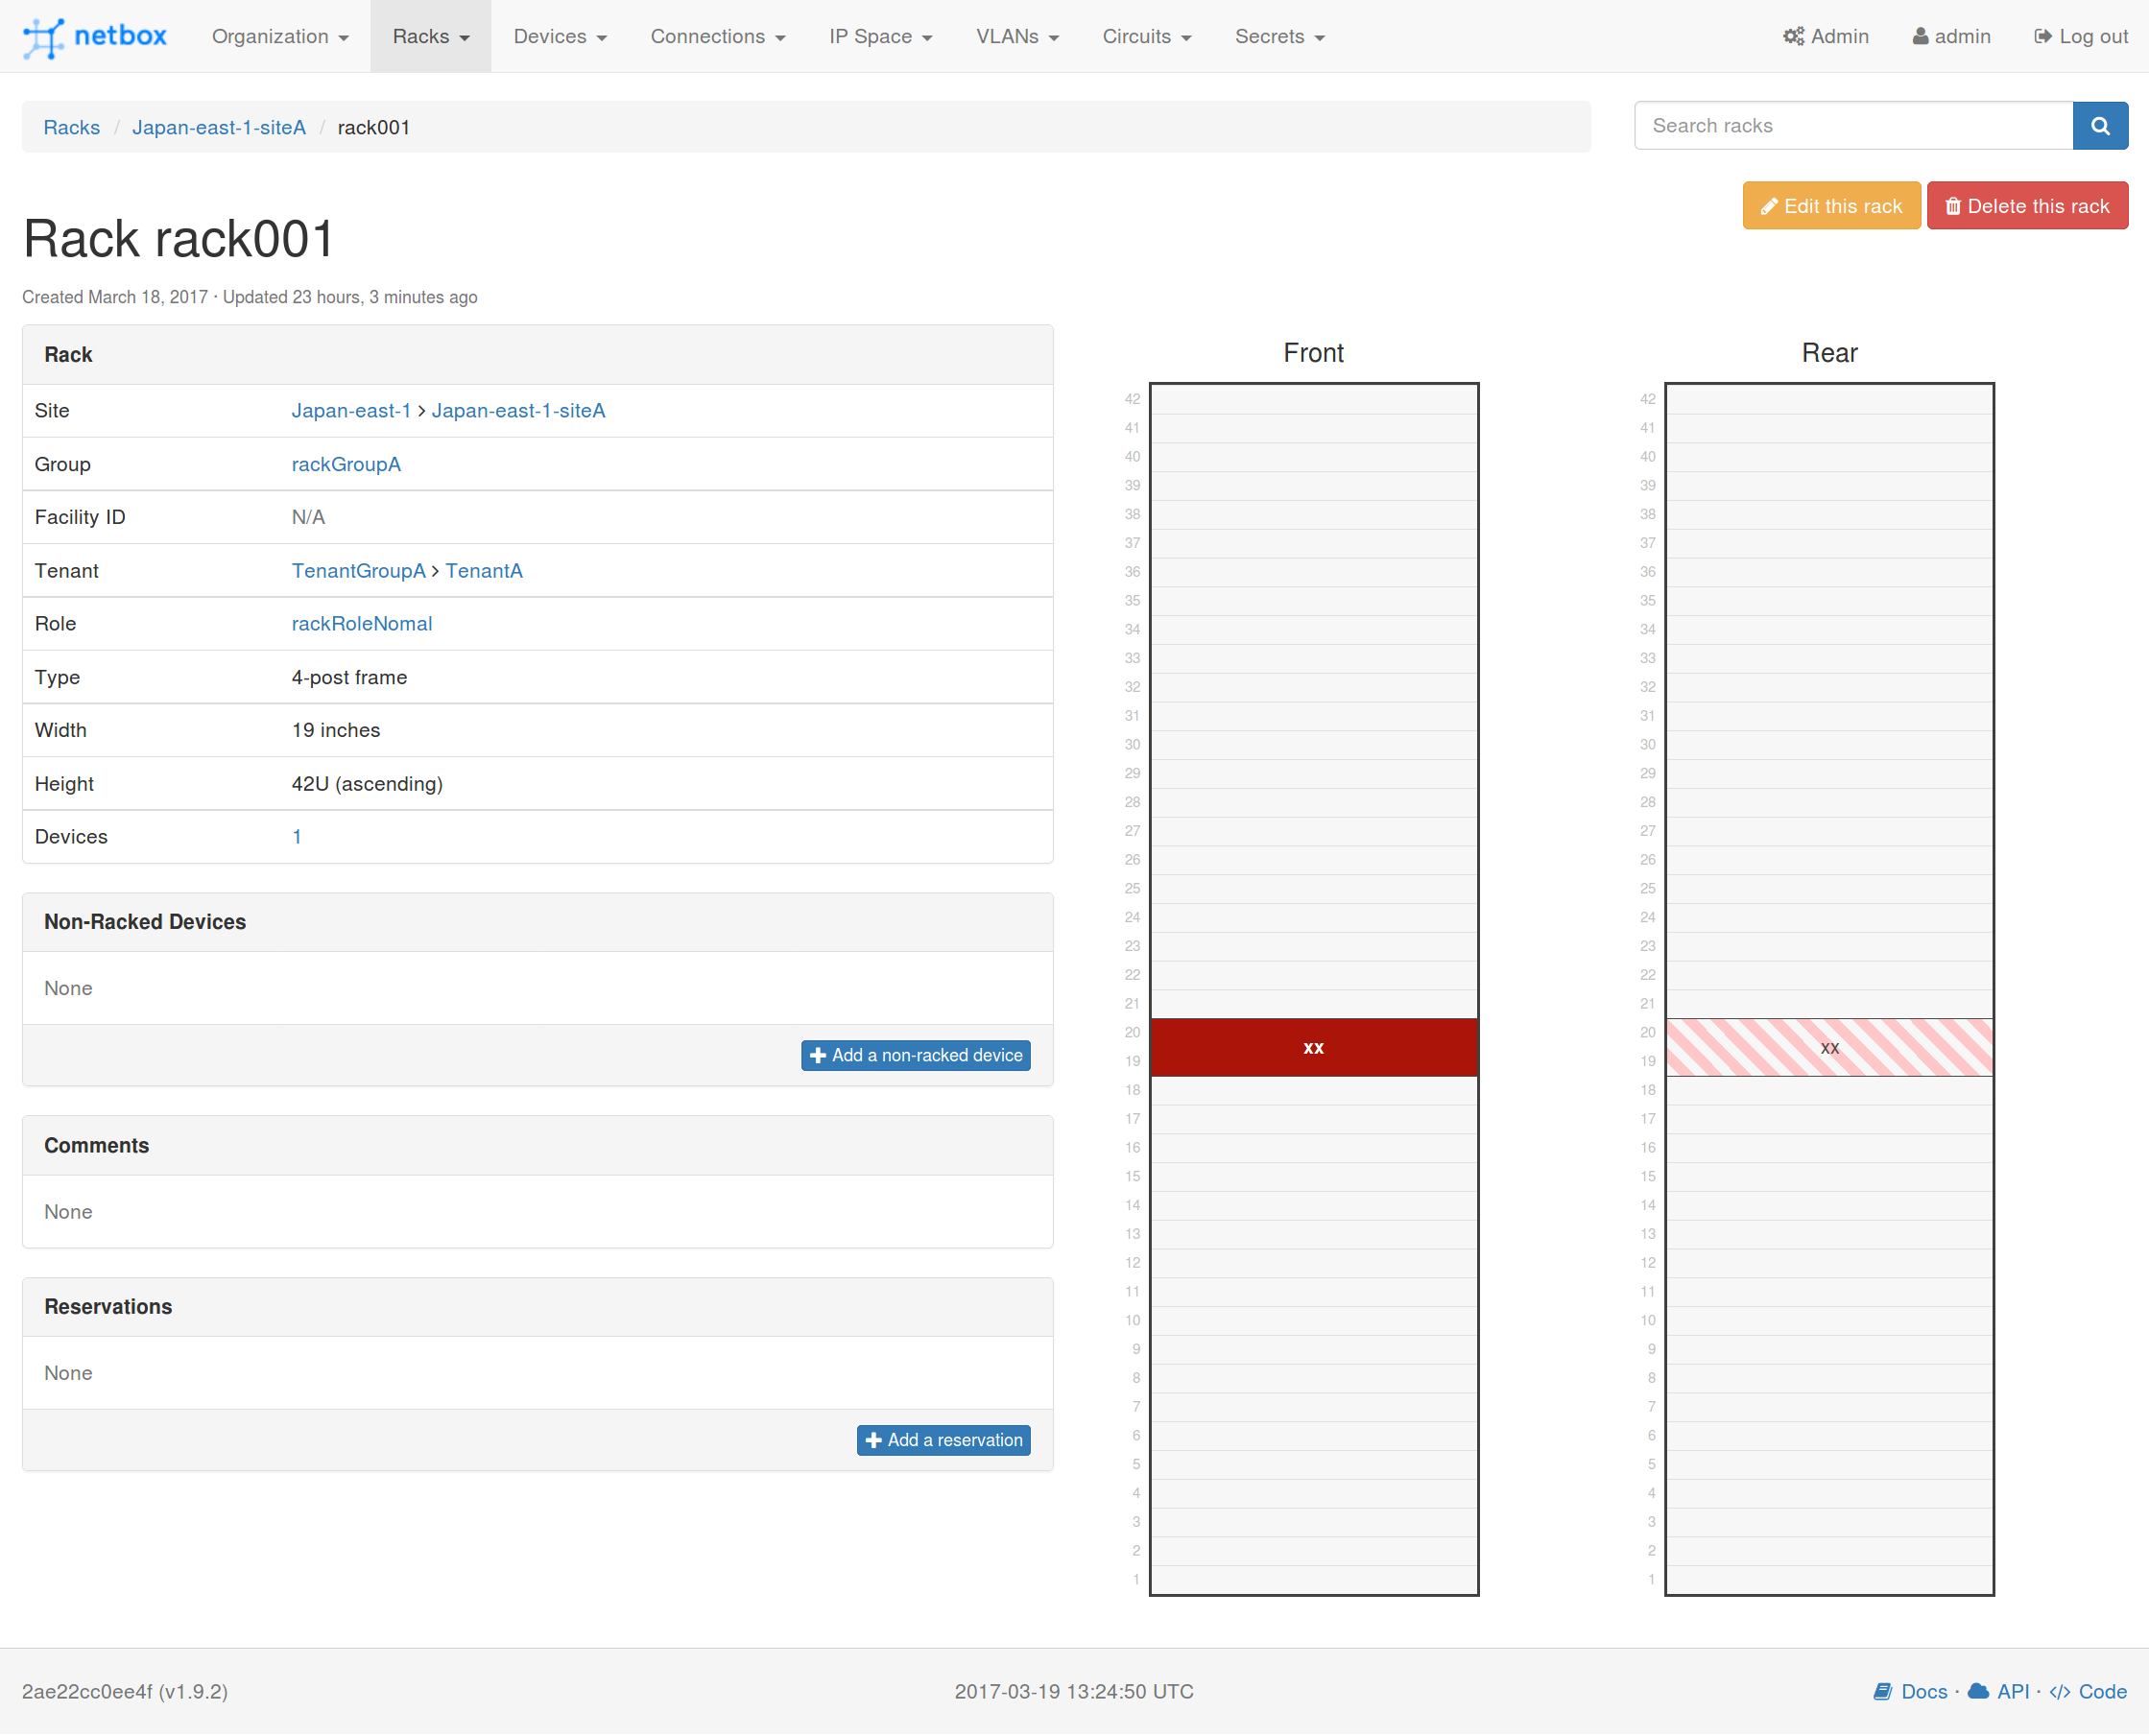 netbox Organization Racks Devices Connections IP Space VLANs Circuits Secrets Admin admin Log out
Racks / Japan-east-1-siteA / rack001
Search racks
Edit this rack Delete this rack
Rack rack001
Created March 18, 2017 · Updated 23 hours, 3 minutes ago
Rack
Site Japan-east-1 > Japan-east-1-siteA
Group rackGroupA
Facility ID N/A
Tenant TenantGroupA > TenantA
Role rackRoleNomal
Type 4-post frame
Width 19 inches
Height 42U (ascending)
Devices 1
Non-Racked Devices
None
Add a non-racked device
Comments
None
Reservations
None
Add a reservation
Front
42
41
40
39
38
37
36
35
34
33
32
31
30
29
28
27
26
25
24
23
22
21
20
xx
19
18
17
16
15
14
13
12
11
10
9
8
7
6
5
4
3
2
1
Rear
42
41
40
39
38
37
36
35
34
33
32
31
30
29
28
27
26
25
24
23
22
21
20
xx
19
18
17
16
15
14
13
12
11
10
9
8
7
6
5
4
3
2
1
2ae22cc0ee4f (v1.9.2) 2017-03-19 13:24:50 UTC Docs · API · </> Code